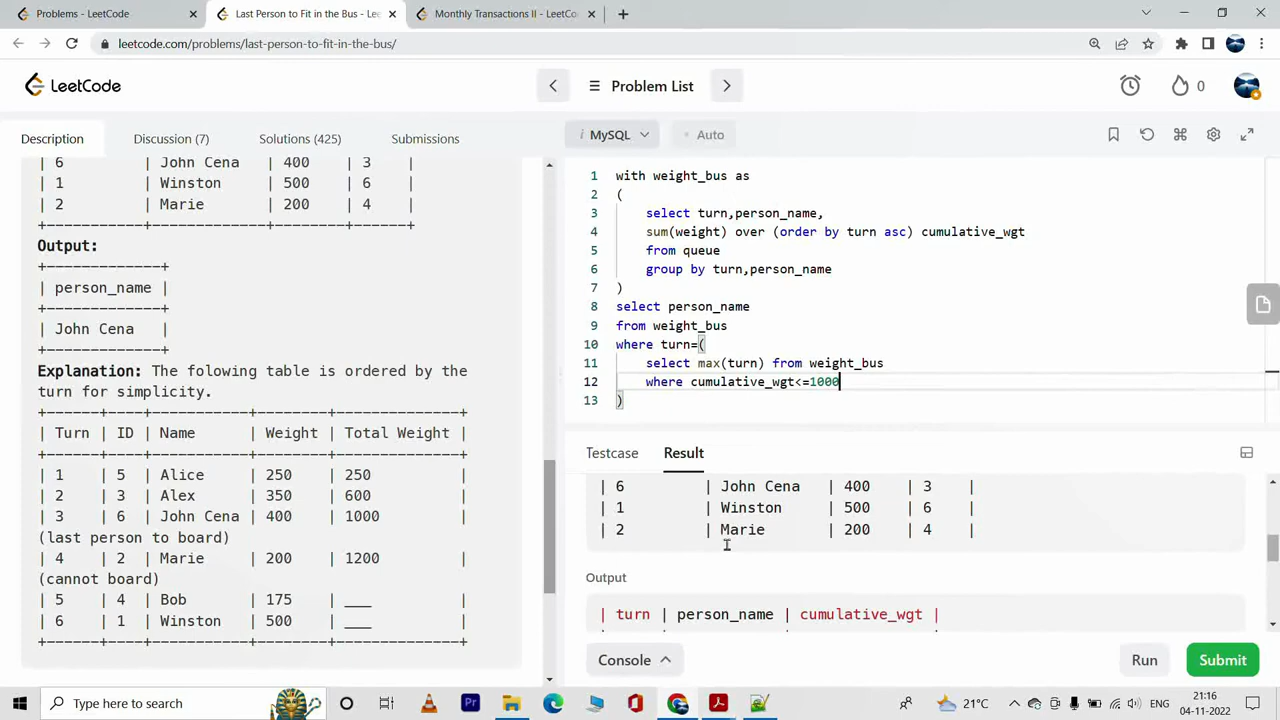 Problems - LeetCode
Last Person to Fit in the Bus - Lee
Monthly Transactions II - LeetCo
leetcode.com/problems/last-person-to-fit-in-the-bus/
LeetCode
Problem List
0
Description
Discussion (7)
Solutions (425)
Submissions
i MySQL
Auto
| 6 | John Cena | 400 | 3 |
| 1 | Winston | 500 | 6 |
| 2 | Marie | 200 | 4 |
+-----------+-------------+--------+------+
Output:
+-------------+
| person_name |
+-------------+
| John Cena |
+-------------+
Explanation: The folowing table is ordered by the
turn for simplicity.
+------+----+-----------+--------+--------------+
| Turn | ID | Name | Weight | Total Weight |
+------+----+-----------+--------+--------------+
| 1 | 5 | Alice | 250 | 250 |
| 2 | 3 | Alex | 350 | 600 |
| 3 | 6 | John Cena | 400 | 1000 |
(last person to board)
| 4 | 2 | Marie | 200 | 1200 |
(cannot board)
| 5 | 4 | Bob | 175 | ___ |
| 6 | 1 | Winston | 500 | ___ |
+------+----+-----------+--------+--------------+
1 with weight_bus as
2 (
3 select turn,person_name,
4 sum(weight) over (order by turn asc) cumulative_wgt
5 from queue
6 group by turn,person_name
7 )
8 select person_name
9 from weight_bus
10 where turn=(
11 select max(turn) from weight_bus
12 where cumulative_wgt<=1000
13 )
Testcase
Result
| 6 | John Cena | 400 | 3 |
| 1 | Winston | 500 | 6 |
| 2 | Marie | 200 | 4 |
Output
| turn | person_name | cumulative_wgt |
Console
Run
Submit
Type here to search
Pr
21°C
ENG
21:16
04-11-2022